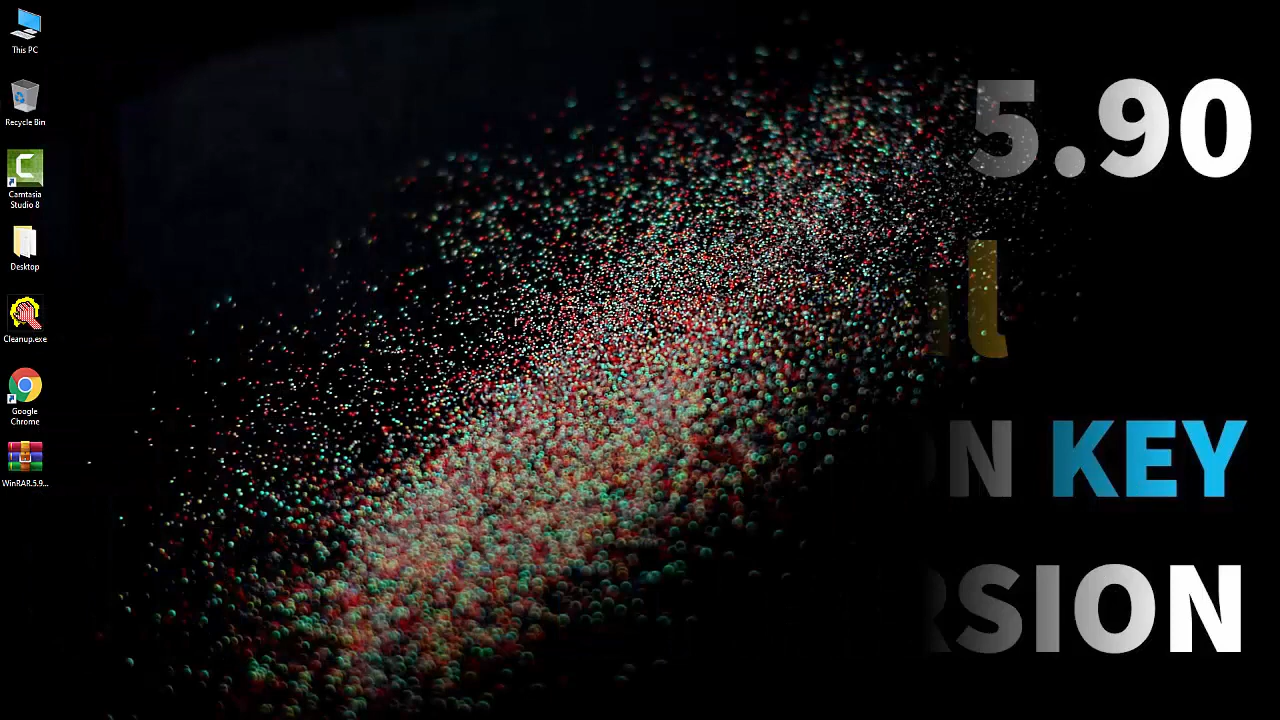 This PC
Recycle Bin
Camtasia
Studio 8
Desktop
Cleanup.exe
Google
Chrome
WinRAR.5.9...
5.90
ON KEY
RSION